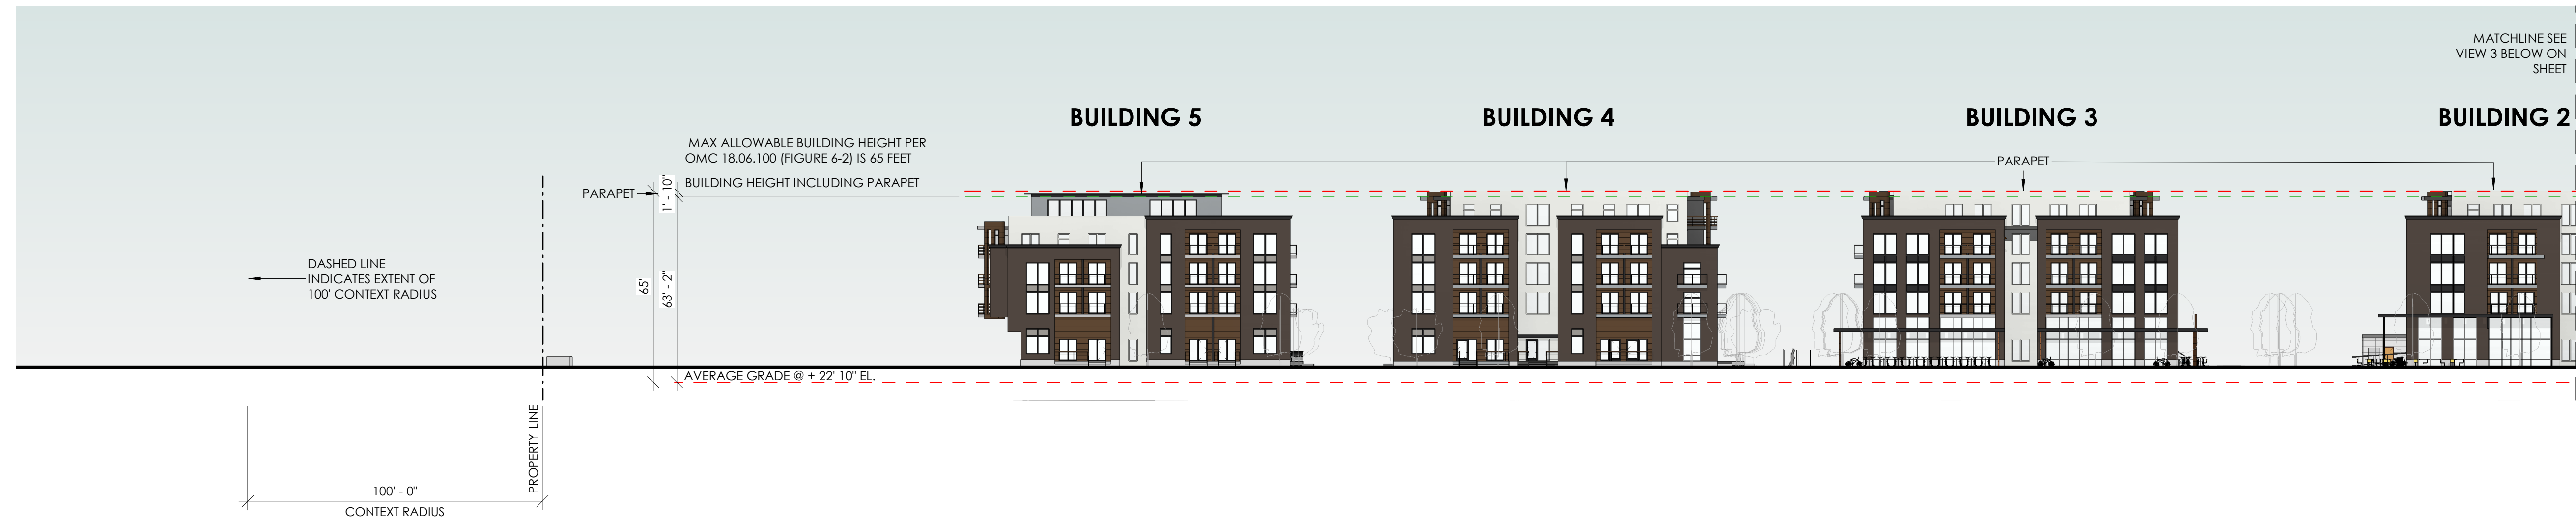 MATCHLINE SEE
VIEW 3 BELOW ON
SHEET
BUILDING 5
BUILDING 4
BUILDING 3
BUILDING 2
MAX ALLOWABLE BUILDING HEIGHT PER
OMC 18.06.100 (FIGURE 6-2) IS 65 FEET
BUILDING HEIGHT INCLUDING PARAPET
PARAPET
1' - 10"
PARAPET
DASHED LINE
INDICATES EXTENT OF
100' CONTEXT RADIUS
65'
63' - 2"
AVERAGE GRADE @ + 22' 10" EL.
PROPERTY LINE
100' - 0"
CONTEXT RADIUS